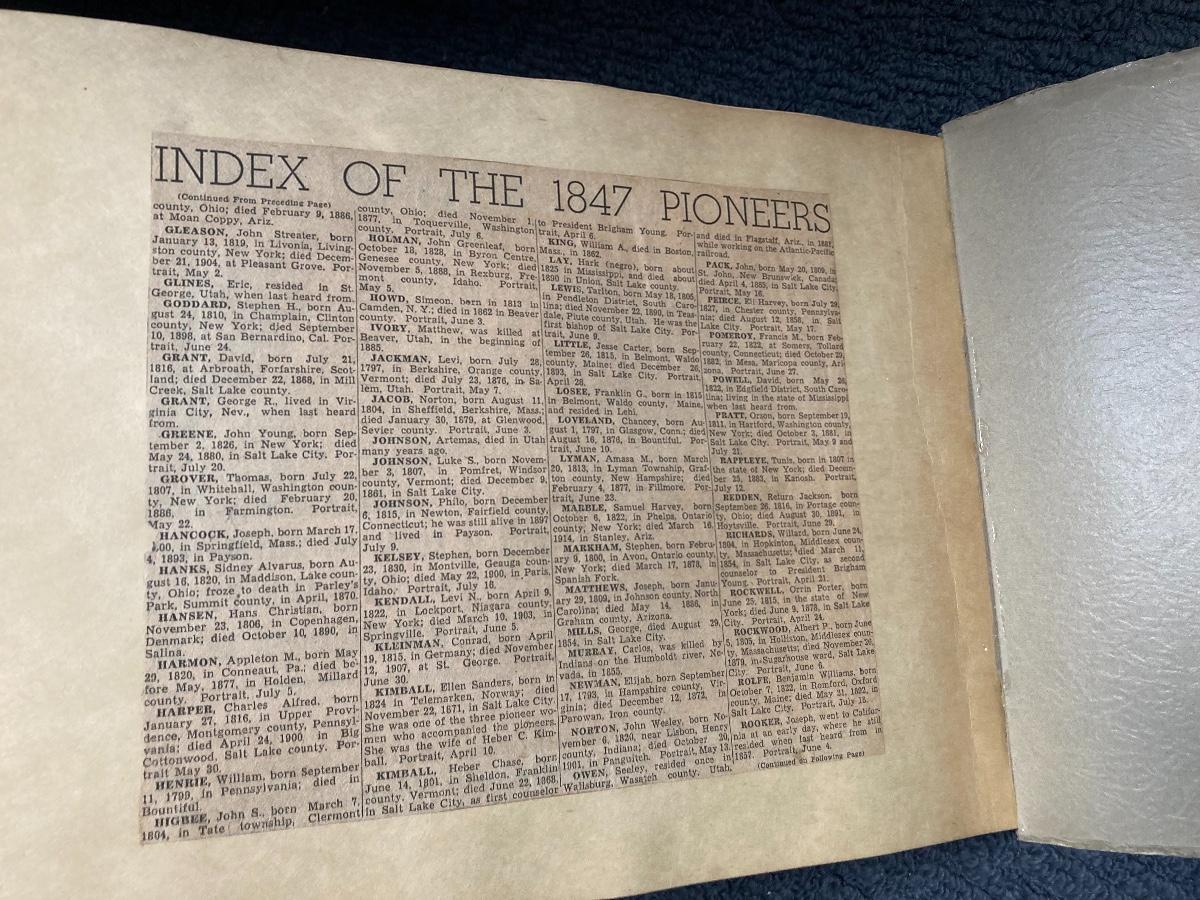 INDEX OF THE 1847 PIONEERS
(Continued From Preceding Page)
county, Ohio; died February 9, 1886,
at Moan Coppy, Ariz.
GLEASON, John Streater, born
January 13, 1819, in Livonia, Living-
ston county, New York; died Decem-
ber 21, 1904, at Pleasant Grove. Por-
trait, May 2.
GLINES, Eric, resided in St.
George, Utah, when last heard from.
GODDARD, Stephen H., born Au-
gust 24, 1810, in Champlain, Clinton
county, New York; died September
10, 1898, at San Bernardino, Cal. Por-
trait, June 24.
GRANT, David, born July 21,
1816, at Arbroath, Forfarshire, Scot-
land; died December 22, 1868, in Mill
Creek, Salt Lake county.
GRANT, George R., lived in Vir-
ginia City, Nev., when last heard
from.
GREENE, John Young, born Sep-
tember 2, 1826, in New York; died
May 24, 1880, in Salt Lake City. Por-
trait, July 20.
GROVER, Thomas, born July 22,
1807, in Whitehall, Washington coun-
ty, New York; died February 20,
1886, in Farmington. Portrait,
May 22.
HANCOCK, Joseph, born March 17,
1800, in Springfield, Mass.; died July
4, 1893, in Payson.
HANKS, Sidney Alvarus, born Au-
gust 16, 1820, in Maddison, Lake coun-
ty, Ohio; froze to death in Parley's
Park, Summit county, in April, 1870.
HANSEN, Hans Christian, born
November 23, 1806, in Copenhagen,
Denmark; died October 10, 1890, in
Salina.
HARMON, Appleton M., born May
29, 1820, in Conneaut, Pa.; died be-
fore May, 1877, in Holden, Millard
county. Portrait, July 5.
HARPER, Charles Alfred, born
January 27, 1816, in Upper Provi-
dence, Montgomery county, Pennsyl-
vania; died April 24, 1900, in Big
Cottonwood, Salt Lake county. Por-
trait May 30.
HENRIE, William, born September
11, 1799, in Pennsylvania; died in
Bountiful.
HIGBEE, John S., born March 7,
1804, in Tate township, Clermont
county, Ohio; died November 1,
1877, in Toquerville, Washington
county. Portrait, July 6.
HOLMAN, John Greenleaf, born
October 18, 1828, in Byron Centre,
Genesee county, New York; died
November 5, 1888, in Rexburg, Fre-
mont county, Idaho. Portrait,
May 5.
HOWD, Simeon, born in 1813 in
Camden, N. Y.; died in 1862 in Beaver
county. Portrait, June 3.
IVORY, Matthew, was killed at
Beaver, Utah, in the beginning of
1885.
JACKMAN, Levi, born July 28,
1797, in Berkshire, Orange county,
Vermont; died July 23, 1876, in Sa-
lem, Utah. Portrait, May 7.
JACOB, Norton, born August 11,
1804, in Sheffield, Berkshire, Mass.;
died January 30, 1879, at Glenwood,
Sevier county. Portrait, June 3.
JOHNSON, Artemas, died in Utah
many years ago.
JOHNSON, Luke S., born Novem-
ber 3, 1807, in Pomfret, Windsor
county, Vermont; died December 9,
1861, in Salt Lake City.
JOHNSON, Philo, born December
6, 1815, in Newton, Fairfield county,
Connecticut; he was still alive in 1897
and lived in Payson. Portrait,
July 9.
KELSEY, Stephen, born December
23, 1830, in Montville, Geauga coun-
ty, Ohio; died May 22, 1900, in Paris,
Idaho. Portrait, July 16.
KENDALL, Levi N., born April 9,
1822, in Lockport, Niagara county,
New York; died March 10, 1903, in
Springville. Portrait, June 5.
KLEINMAN, Conrad, born April
19, 1815, in Germany; died November
12, 1907, at St. George. Portrait,
June 30.
KIMBALL, Ellen Sanders, born in
1824 in Telemarken, Norway; died
November 22, 1871, in Salt Lake City.
She was one of the three pioneer wo-
men who accompanied the pioneers.
She was the wife of Heber C. Kim-
ball. Portrait, April 10.
KIMBALL, Heber Chase, born
June 14, 1801, in Sheldon, Franklin
county, Vermont; died June 22, 1868,
in Salt Lake City, as first counselor
to President Brigham Young. Por-
trait, April 6.
KING, William A., died in Boston,
Mass., in 1862.
LAY, Hark (negro), born about
1825 in Mississippi, and died about
1890 in Union, Salt Lake county.
LEWIS, Tarlton, born May 18, 1805,
in Pendleton District, South Caro-
lina; died November 22, 1890, in Teas-
dale, Piute county, Utah. He was the
first bishop of Salt Lake City. Por-
trait, June 9.
LITTLE, Jesse Carter, born Sep-
tember 26, 1815, in Belmont, Waldo
county, Maine; died December 26,
1893, in Salt Lake City. Portrait,
April 28.
LOSEE, Franklin G., born in 1815
in Belmont, Waldo county, Maine,
and resided in Lehi.
LOVELAND, Chancey, born Au-
gust 1, 1797, in Glasgow, Conn.; died
August 16, 1876, in Bountiful. Por-
trait, June 10.
LYMAN, Amasa M., born March
20, 1813, in Lyman Township, Graf-
ton county, New Hampshire; died
February 4, 1877, in Fillmore. Por-
trait, June 23.
MARBLE, Samuel Harvey, born
October 6, 1822, in Phelps, Ontario
county, New York; died March 16,
1914, in Stanley, Ariz.
MARKHAM, Stephen, born Febru-
ary 9, 1800, in Avon, Ontario county,
New York; died March 17, 1878, in
Spanish Fork.
MATTHEWS, Joseph, born Janu-
ary 29, 1809, in Johnson county, North
Carolina; died May 14, 1886, in
Graham county, Arizona.
MILLS, George, died August 29,
1854, in Salt Lake City.
MURRAY, Carlos, was killed by
Indians on the Humboldt river, Ne-
vada, in 1855.
NEWMAN, Elijah, born September
17, 1793, in Hampshire county, Vir-
ginia; died December 12, 1872, in
Parowan, Iron county.
NORTON, John Wesley, born No-
vember 6, 1820, near Lisbon, Henry
county, Indiana; died October 20,
1901, in Panguitch. Portrait, May 13.
OWEN, Seeley, resided once in
Wallsburg, Wasatch county, Utah,
and died in Flagstaff, Ariz., in 1881,
while working on the Atlantic-Pacific
railroad.
PACK, John, born May 20, 1809, in
St. John, New Brunswick, Canada;
died April 4, 1885, in Salt Lake City.
Portrait, May 16.
PEIRCE, Eli Harvey, born July 29,
1827, in Chester county, Pennsylva-
nia; died August 12, 1858, in Salt
Lake City. Portrait, May 17.
POMEROY, Francis M., born Feb-
ruary 22, 1822, at Somers, Tolland
county, Connecticut; died October 29,
1882, in Mesa, Maricopa county, Ari-
zona. Portrait, June 27.
POWELL, David, born May 26,
1822, in Edgfield District, South Caro-
lina; living in the state of Mississippi
when last heard from.
PRATT, Orson, born September 19,
1811, in Hartford, Washington county,
New York; died October 3, 1881, in
Salt Lake City. Portrait, May 9 and
July 21.
RAPPLEYE, Tunis, born in 1807 in
the state of New York; died Decem-
ber 25, 1883, in Kanosh. Portrait,
July 12.
REDDEN, Return Jackson, born
September 26, 1816, in Portage coun-
ty, Ohio; died August 30, 1891, in
Hoytsville. Portrait, June 29.
RICHARDS, Willard, born June 24,
1804, in Hopkinton, Middlesex coun-
ty, Massachusetts; died March 11,
1854, in Salt Lake City, as second
counselor to President Brigham
Young. Portrait, April 21.
ROCKWELL, Orrin Porter, born
June 25, 1815, in the state of New
York; died June 9, 1878, in Salt Lake
City. Portrait, April 24.
ROCKWOOD, Albert P., born June
5, 1805, in Holliston, Middlesex coun-
ty, Massachusetts; died November 26,
1879, in Sugarhouse ward, Salt Lake
City. Portrait, June 6.
ROLFE, Benjamin Williams, born
October 7, 1822, in Romford, Oxford
county, Maine; died May 31, 1892, in
Salt Lake City. Portrait, July 15.
ROOKER, Joseph, went to Califor-
nia at an early day, where he still
resided when last heard from in
1857. Portrait, June 4.
(Continued on Following Page)